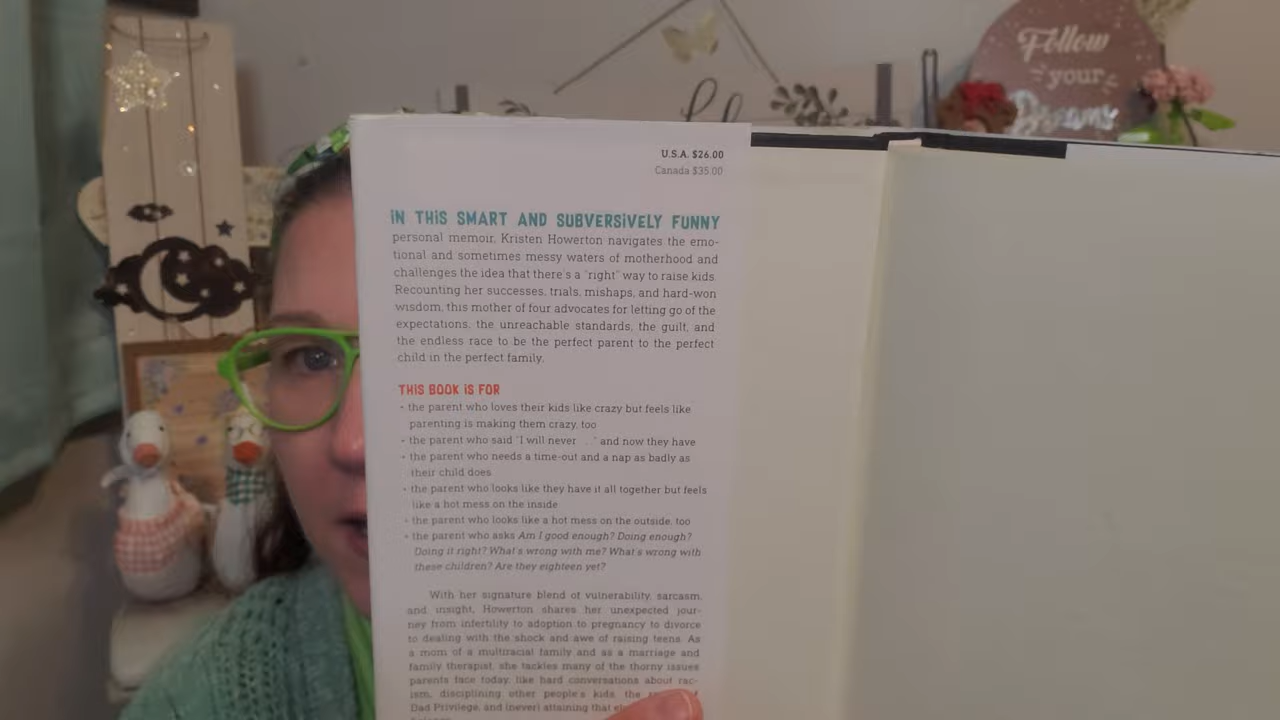 Follow
your
Dreams
U.S.A. $26.00
Canada $35.00
IN THIS SMART AND SUBVERSIVELY FUNNY
personal memoir, Kristen Howerton navigates the emo-
tional and sometimes messy waters of motherhood and
challenges the idea that there's a "right" way to raise kids.
Recounting her successes, trials, mishaps, and hard-won
wisdom, this mother of four advocates for letting go of the
expectations, the unreachable standards, the guilt, and
the endless race to be the perfect parent to the perfect
child in the perfect family.
THIS BOOK IS FOR
• the parent who loves their kids like crazy but feels like
parenting is making them crazy, too
• the parent who said "I will never . . ." and now they have
• the parent who needs a time-out and a nap as badly as
their child does
• the parent who looks like they have it all together but feels
like a hot mess on the inside
• the parent who looks like a hot mess on the outside, too
• the parent who asks Am I good enough? Doing enough?
Doing it right? What's wrong with me? What's wrong with
these children? Are they eighteen yet?
With her signature blend of vulnerability, sarcasm,
and insight, Howerton shares her unexpected jour-
ney from infertility to adoption to pregnancy to divorce
to dealing with the shock and awe of raising teens. As
a mom of a multiracial family and as a marriage and
family therapist, she tackles many of the thorny issues
parents face today, like hard conversations about rac-
ism, disciplining other people's kids, the
Dad Privilege, and (never) attaining that